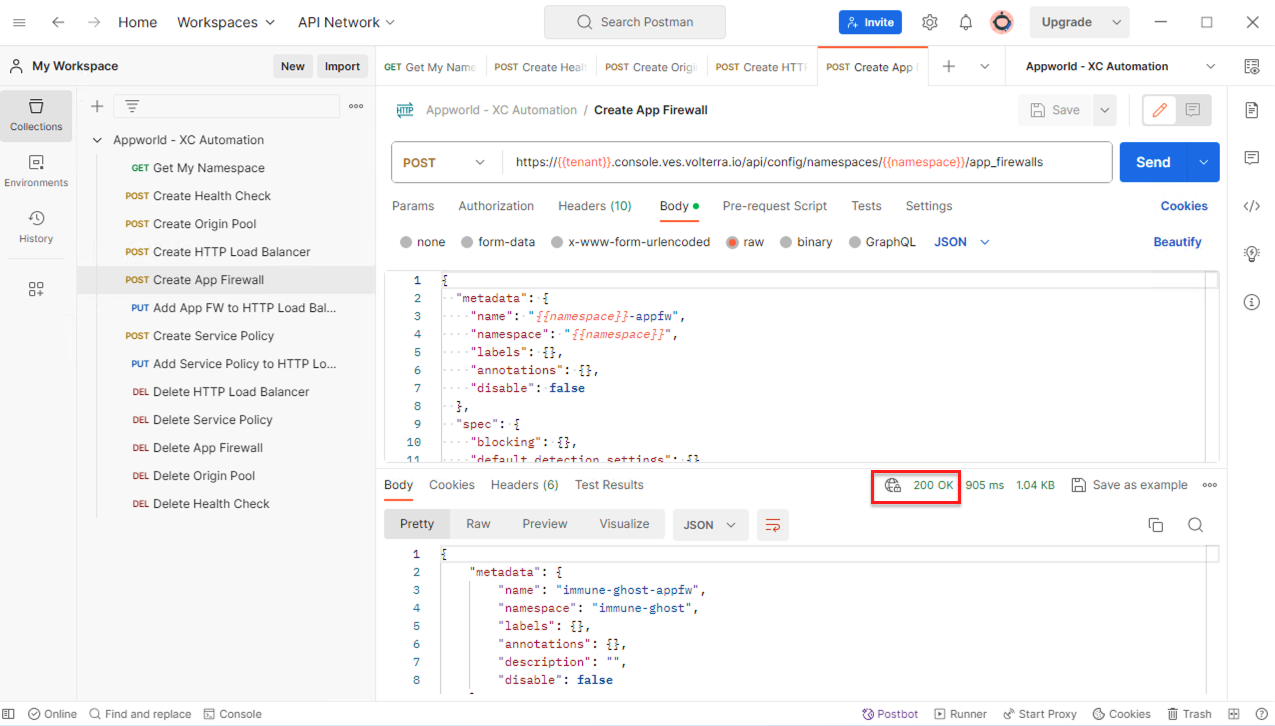 Home Workspaces API Network Search Postman Invite Upgrade
My Workspace New Import
GET Get My Name POST Create Heal POST Create Origi POST Create HTTP POST Create App Appworld - XC Automation
Collections
Environments
History
Appworld - XC Automation
GET Get My Namespace
POST Create Health Check
POST Create Origin Pool
POST Create HTTP Load Balancer
POST Create App Firewall
PUT Add App FW to HTTP Load Bal...
POST Create Service Policy
PUT Add Service Policy to HTTP Lo...
DEL Delete HTTP Load Balancer
DEL Delete Service Policy
DEL Delete App Firewall
DEL Delete Origin Pool
DEL Delete Health Check
HTTP Appworld - XC Automation / Create App Firewall Save
POST https://{{tenant}}.console.ves.volterra.io/api/config/namespaces/{{namespace}}/app_firewalls Send
Params Authorization Headers (10) Body Pre-request Script Tests Settings Cookies
none form-data x-www-form-urlencoded raw binary GraphQL JSON Beautify
1 {
2 "metadata": {
3 "name": "{{namespace}}-appfw",
4 "namespace": "{{namespace}}",
5 "labels": {},
6 "annotations": {},
7 "disable": false
8 },
9 "spec": {
10 "blocking": {},
11 "default_detection_settings": {}
Body Cookies Headers (6) Test Results 200 OK 905 ms 1.04 KB Save as example
Pretty Raw Preview Visualize JSON
1 {
2 "metadata": {
3 "name": "immune-ghost-appfw",
4 "namespace": "immune-ghost",
5 "labels": {},
6 "annotations": {},
7 "description": "",
8 "disable": false
Online Find and replace Console Postbot Runner Start Proxy Cookies Trash